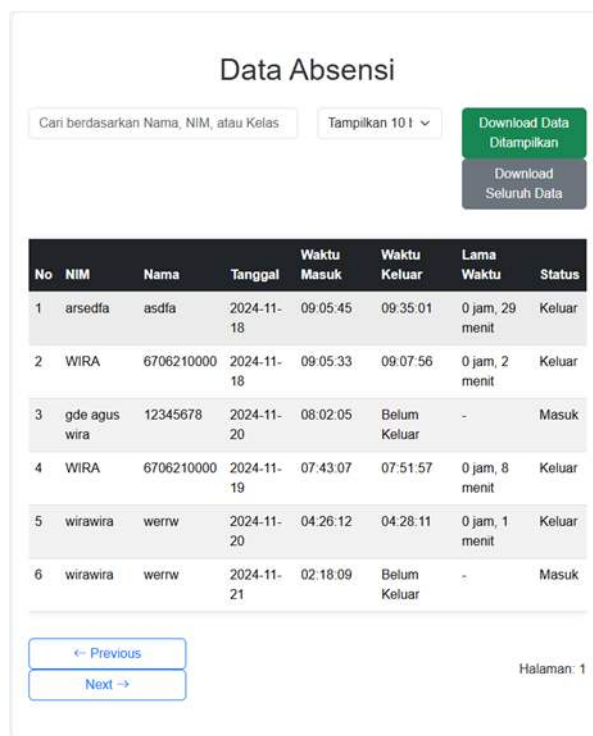 Data Absensi
Cari berdasarkan Nama, NIM, atau Kelas
Tampilkan 10 b
Download Data
Ditampilkan
Download
Seluruh Data
No NIM Nama Tanggal Waktu Masuk Waktu Keluar Lama Waktu Status
1 arsedfa asdfa 2024-11-18 09:05:45 09:35:01 0 jam, 29 menit Keluar
2 WIRA 6706210000 2024-11-18 09:05:33 09:07:56 0 jam, 2 menit Keluar
3 gde agus wira 12345678 2024-11-20 08:02:05 Belum Keluar - Masuk
4 WIRA 6706210000 2024-11-19 07:43:07 07:51:57 0 jam, 8 menit Keluar
5 wirawira werrw 2024-11-20 04:26:12 04:28:11 0 jam, 1 menit Keluar
6 wirawira werrw 2024-11-21 02:18:09 Belum Keluar - Masuk
← Previous
Next →
Halaman: 1